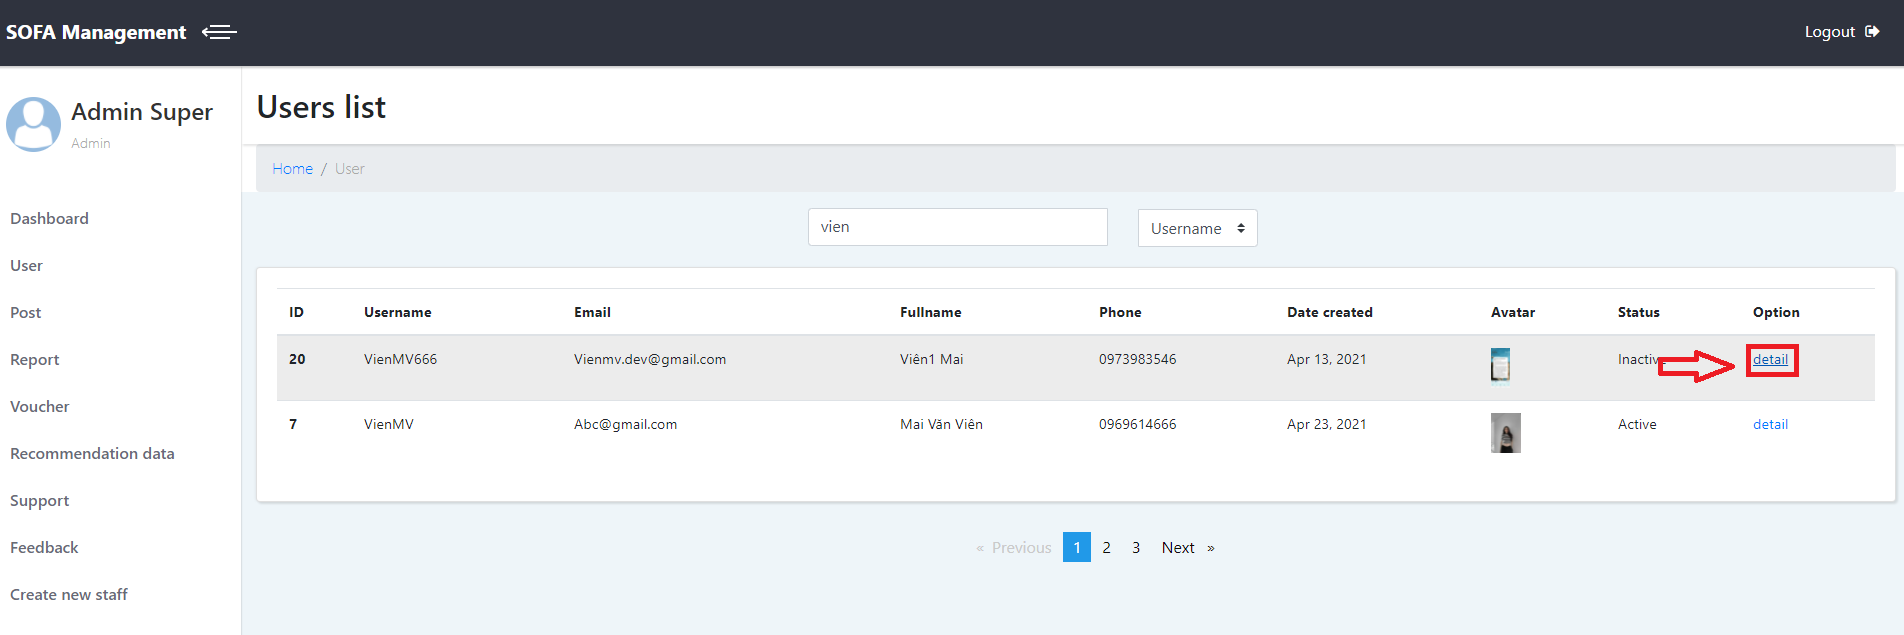 SOFA Management
Logout
Admin Super
Admin
Dashboard
User
Post
Report
Voucher
Recommendation data
Support
Feedback
Create new staff
Users list
Home / User
vien Username
ID Username Email Fullname Phone Date created Avatar Status Option
20 VienMV666 Vienmv.dev@gmail.com Viên1 Mai 0973983546 Apr 13, 2021 Inactive detail
7 VienMV Abc@gmail.com Mai Văn Viên 0969614666 Apr 23, 2021 Active detail
« Previous 1 2 3 Next »